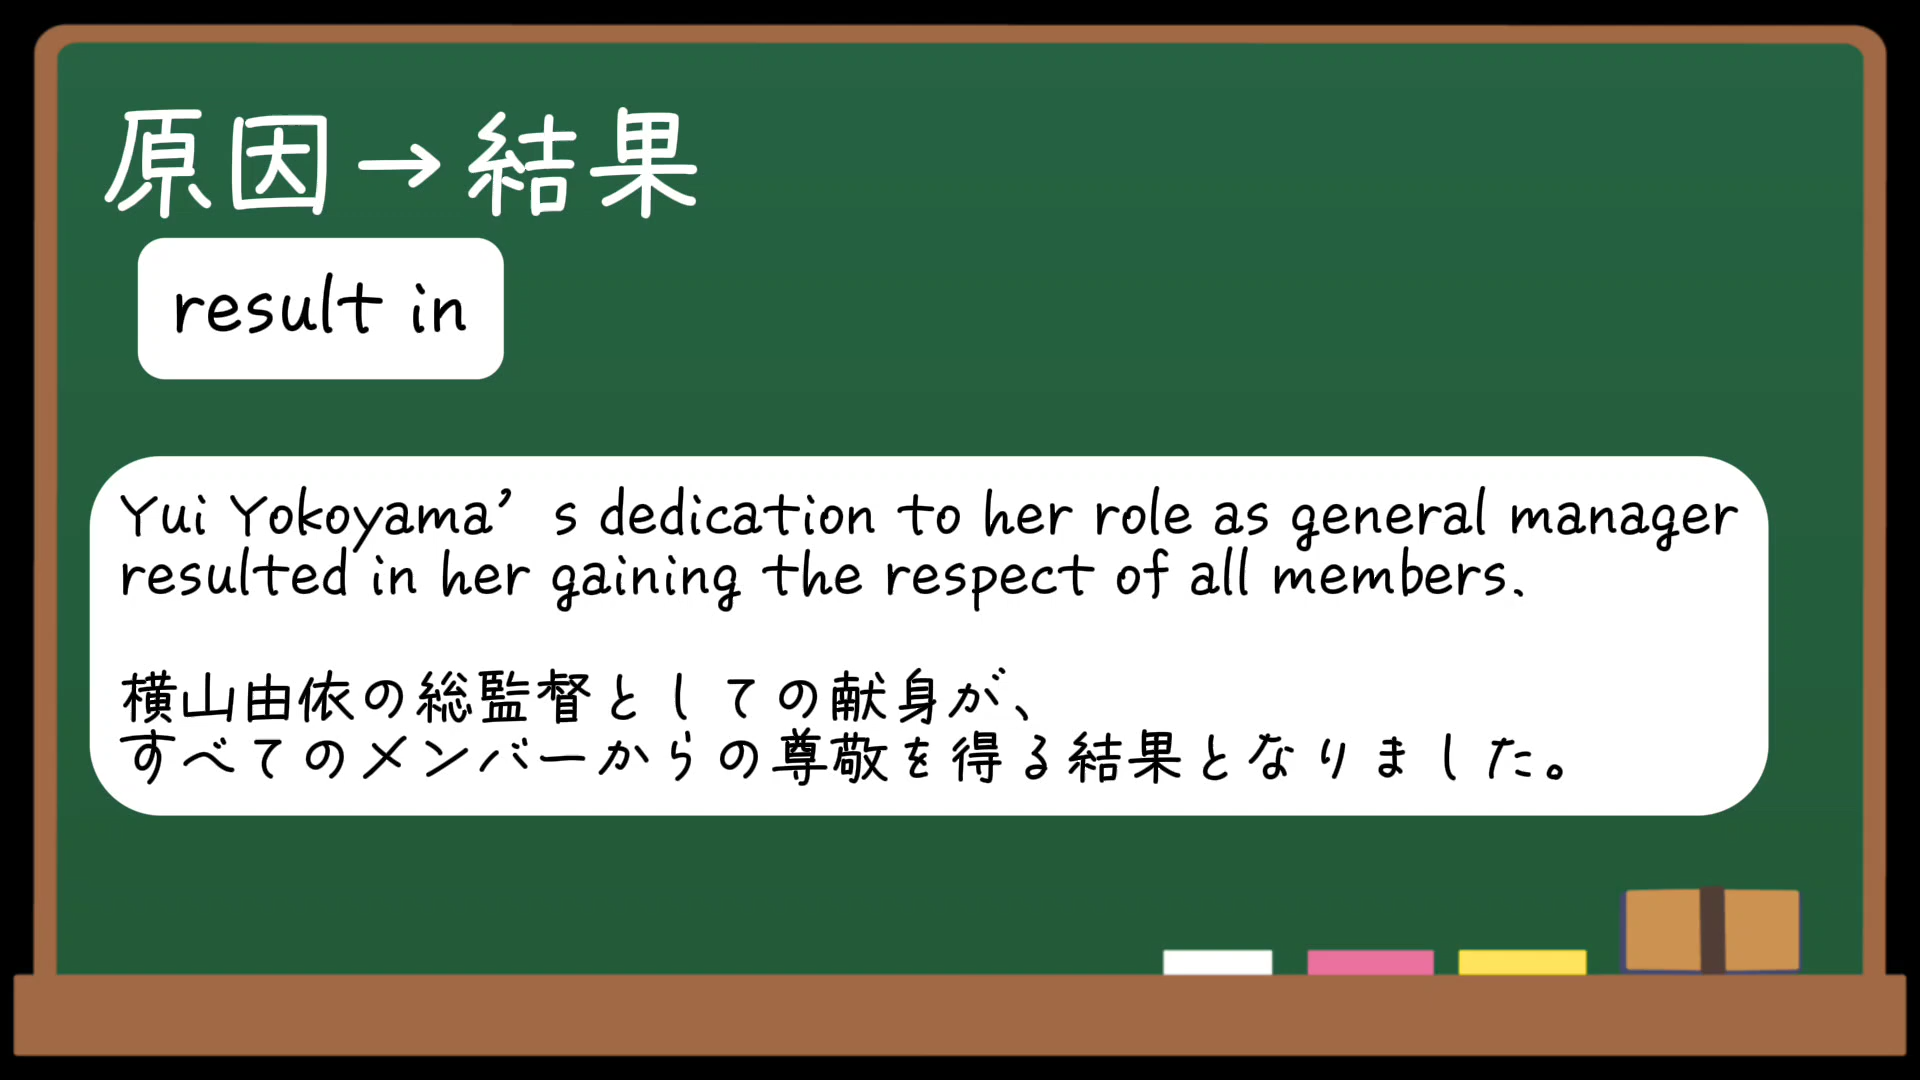 原因→結果
result in
Yui Yokoyama’s dedication to her role as general manager
resulted in her gaining the respect of all members.
横山由依の総監督としての献身が、
すべてのメンバーからの尊敬を得る結果となりました。